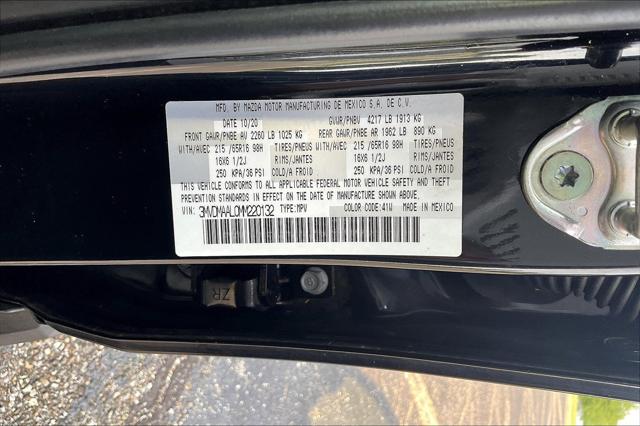 MFG. BY MAZDA MOTOR MANUFACTURING DE MEXICO S.A. DE C.V.
DATE 10/20 GVWR/PNBV 4217 LB 1913 KG
FRONT GAWR/PNBE AV 2260 LB 1025 KG REAR GAWR/PNBE AR 1962 LB 890 KG
WITH/AVEC 215 /65R16 98H TIRES/PNEUS WITH/AVEC 215 /65R16 98H TIRES/PNEUS
16X6 1/2J RIMS/JANTES 16X6 1/2J RIMS/JANTES
250 KPA/36 PSI COLD/A FROID 250 KPA/36 PSI COLD/A FROID
THIS VEHICLE CONFORMS TO ALL APPLICABLE FEDERAL MOTOR VEHICLE SAFETY AND THEFT
PREVENTION STANDARDS IN EFFECT ON THE DATE OF MANUFACTURE SHOWN ABOVE.
VIN: 3MVDMAAL0MM220132 TYPE:MPV COLOR CODE:41W MADE IN MEXICO
ZR